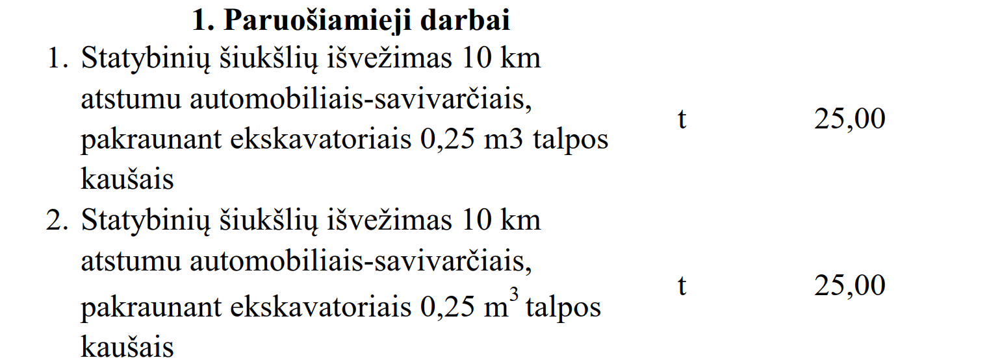 1. Paruošiamieji darbai
1. Statybinių šiukšlių išvežimas 10 km
atstumu automobiliais-savivarčiais,
pakraunant ekskavatoriais 0,25 m3 talpos
kaušais
t 25,00
2. Statybinių šiukšlių išvežimas 10 km
atstumu automobiliais-savivarčiais,
pakraunant ekskavatoriais 0,25 m³ talpos
kaušais
t 25,00